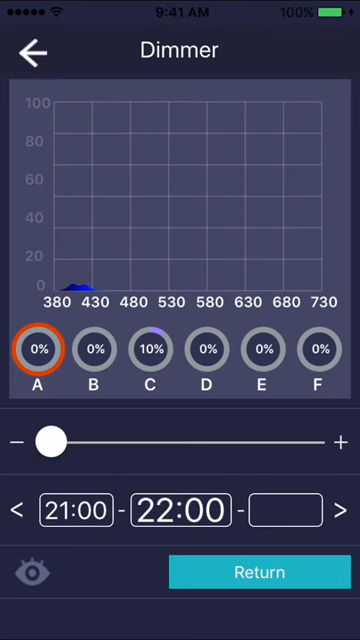 9:41 AM 100%
Dimmer
100
80
60
40
20
0
380 430 480 530 580 630 680 730
0% 0% 10% 0% 0% 0%
A B C D E F
− +
< 21:00 - 22:00 - >
Return